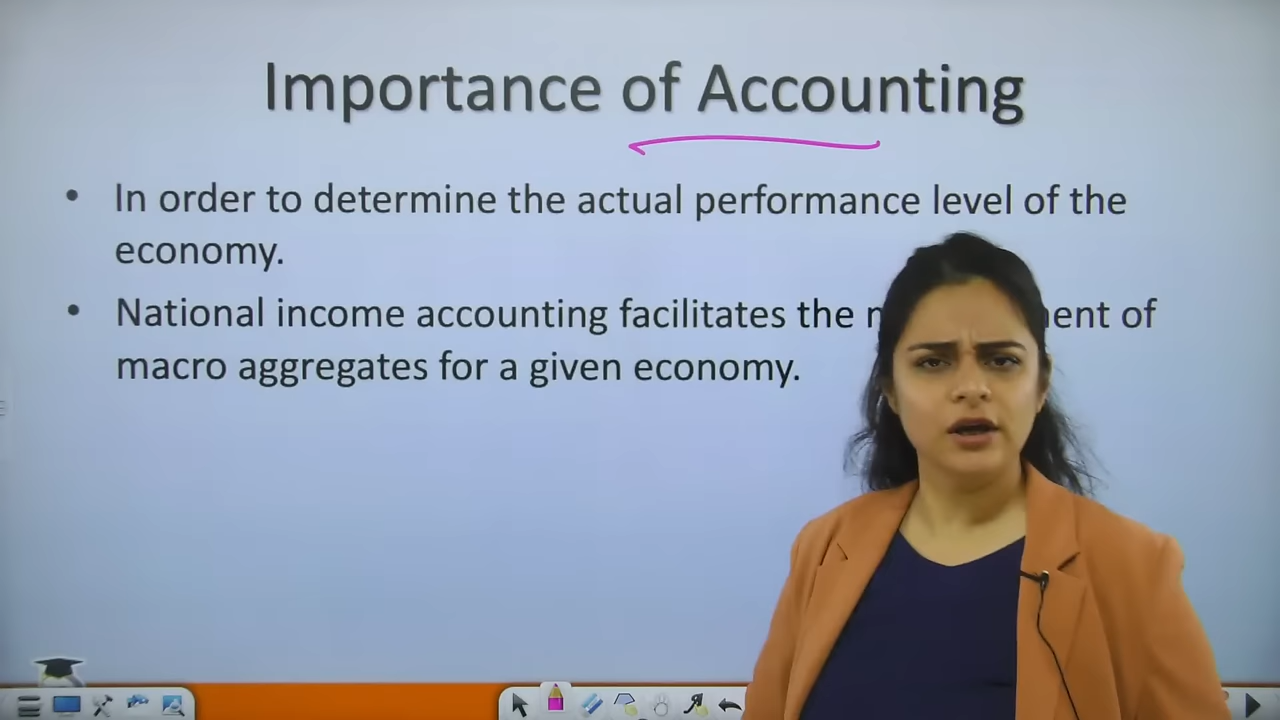 Importance of Accounting
• In order to determine the actual performance level of the
economy.
• National income accounting facilitates the of
macro aggregates for a given economy.